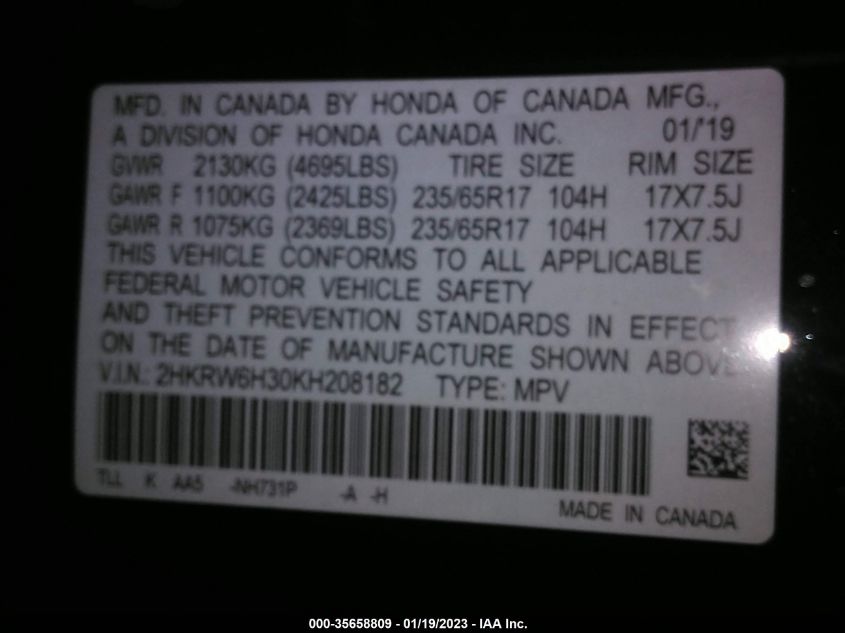 MFD. IN CANADA BY HONDA OF CANADA MFG.,
A DIVISION OF HONDA CANADA INC. 01/'19
GVWR 2130KG (4695LBS) TIRE SIZE RIM SIZE
GAWR F 1100KG (2425LBS) 235/65R17 104H 17X7.5J
GAWR R 1075KG (2369LBS) 235/65R17 104H 17X7.5J
THIS VEHICLE CONFORMS TO ALL APPLICABLE
FEDERAL MOTOR VEHICLE SAFETY
AND THEFT PREVENTION STANDARDS IN EFFECT
ON THE DATE OF MANUFACTURE SHOWN ABOVE.
V.I.N.: 2HKRW6H30KH208182 TYPE: MPV
TLL K AA5 -NH731P -A -H
MADE IN CANADA
000-35658809 - 01/19/2023 - IAA Inc.